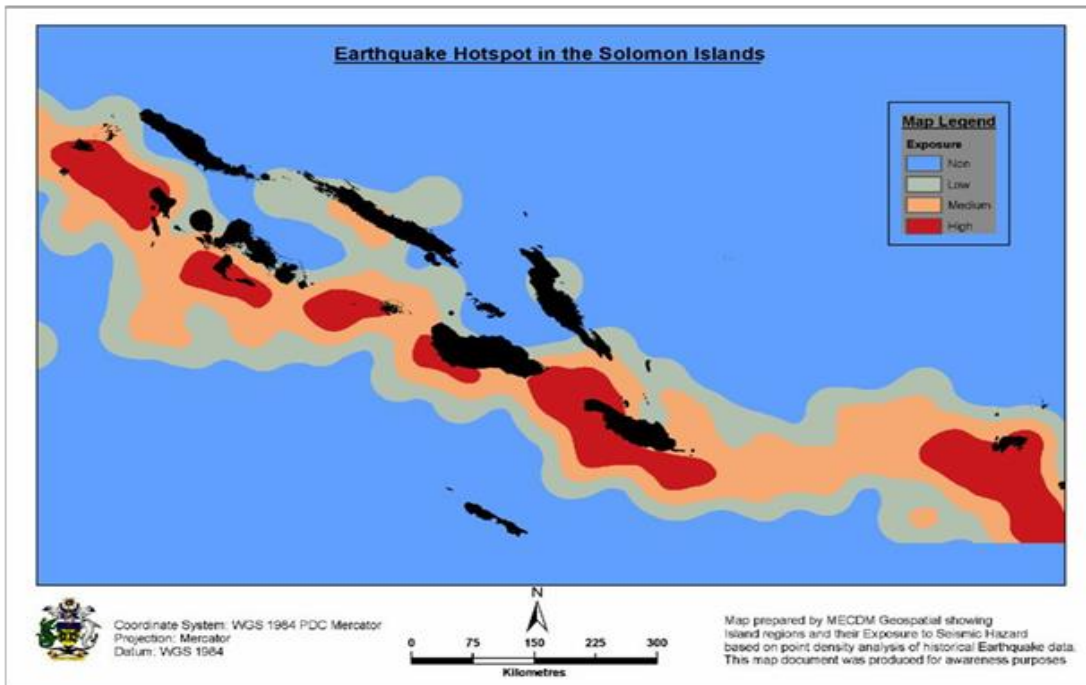 Earthquake Hotspot in the Solomon Islands
Map Legend
Exposure
Non
Low
Medium
High
N
0 75 150 225 300
Kilometres
Coordinate System: WGS 1984 PDC Mercator
Projection: Mercator
Datum: WGS 1984
Map prepared by MECDM Geospatial showing
Island regions and their Exposure to Seismic Hazard
based on point density analysis of historical Earthquake data.
This map document was produced for awareness purposes